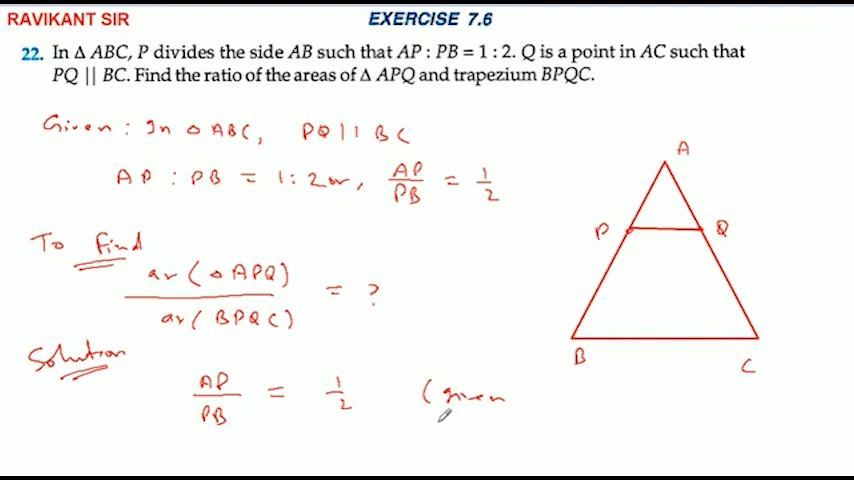 RAVIKANT SIR
EXERCISE 7.6
22. In Δ ABC, P divides the side AB such that AP : PB = 1 : 2. Q is a point in AC such that
PQ || BC. Find the ratio of the areas of Δ APQ and trapezium BPQC.
Given : In △ ABC, PQ || BC
AP : PB = 1 : 2 or, AP/PB = 1/2
To Find
ar (△ APQ) / ar ( BPQC) = ?
Solution
AP/PB = 1/2 (given
A
P
Q
B
C